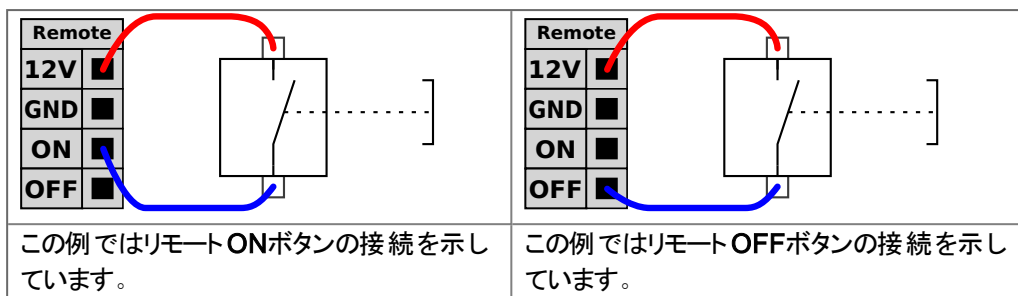 Remote
12V
GND
ON
OFF
この例ではリモートONボタンの接続を示し
ています。
Remote
12V
GND
ON
OFF
この例ではリモートOFFボタンの接続を示し
ています。